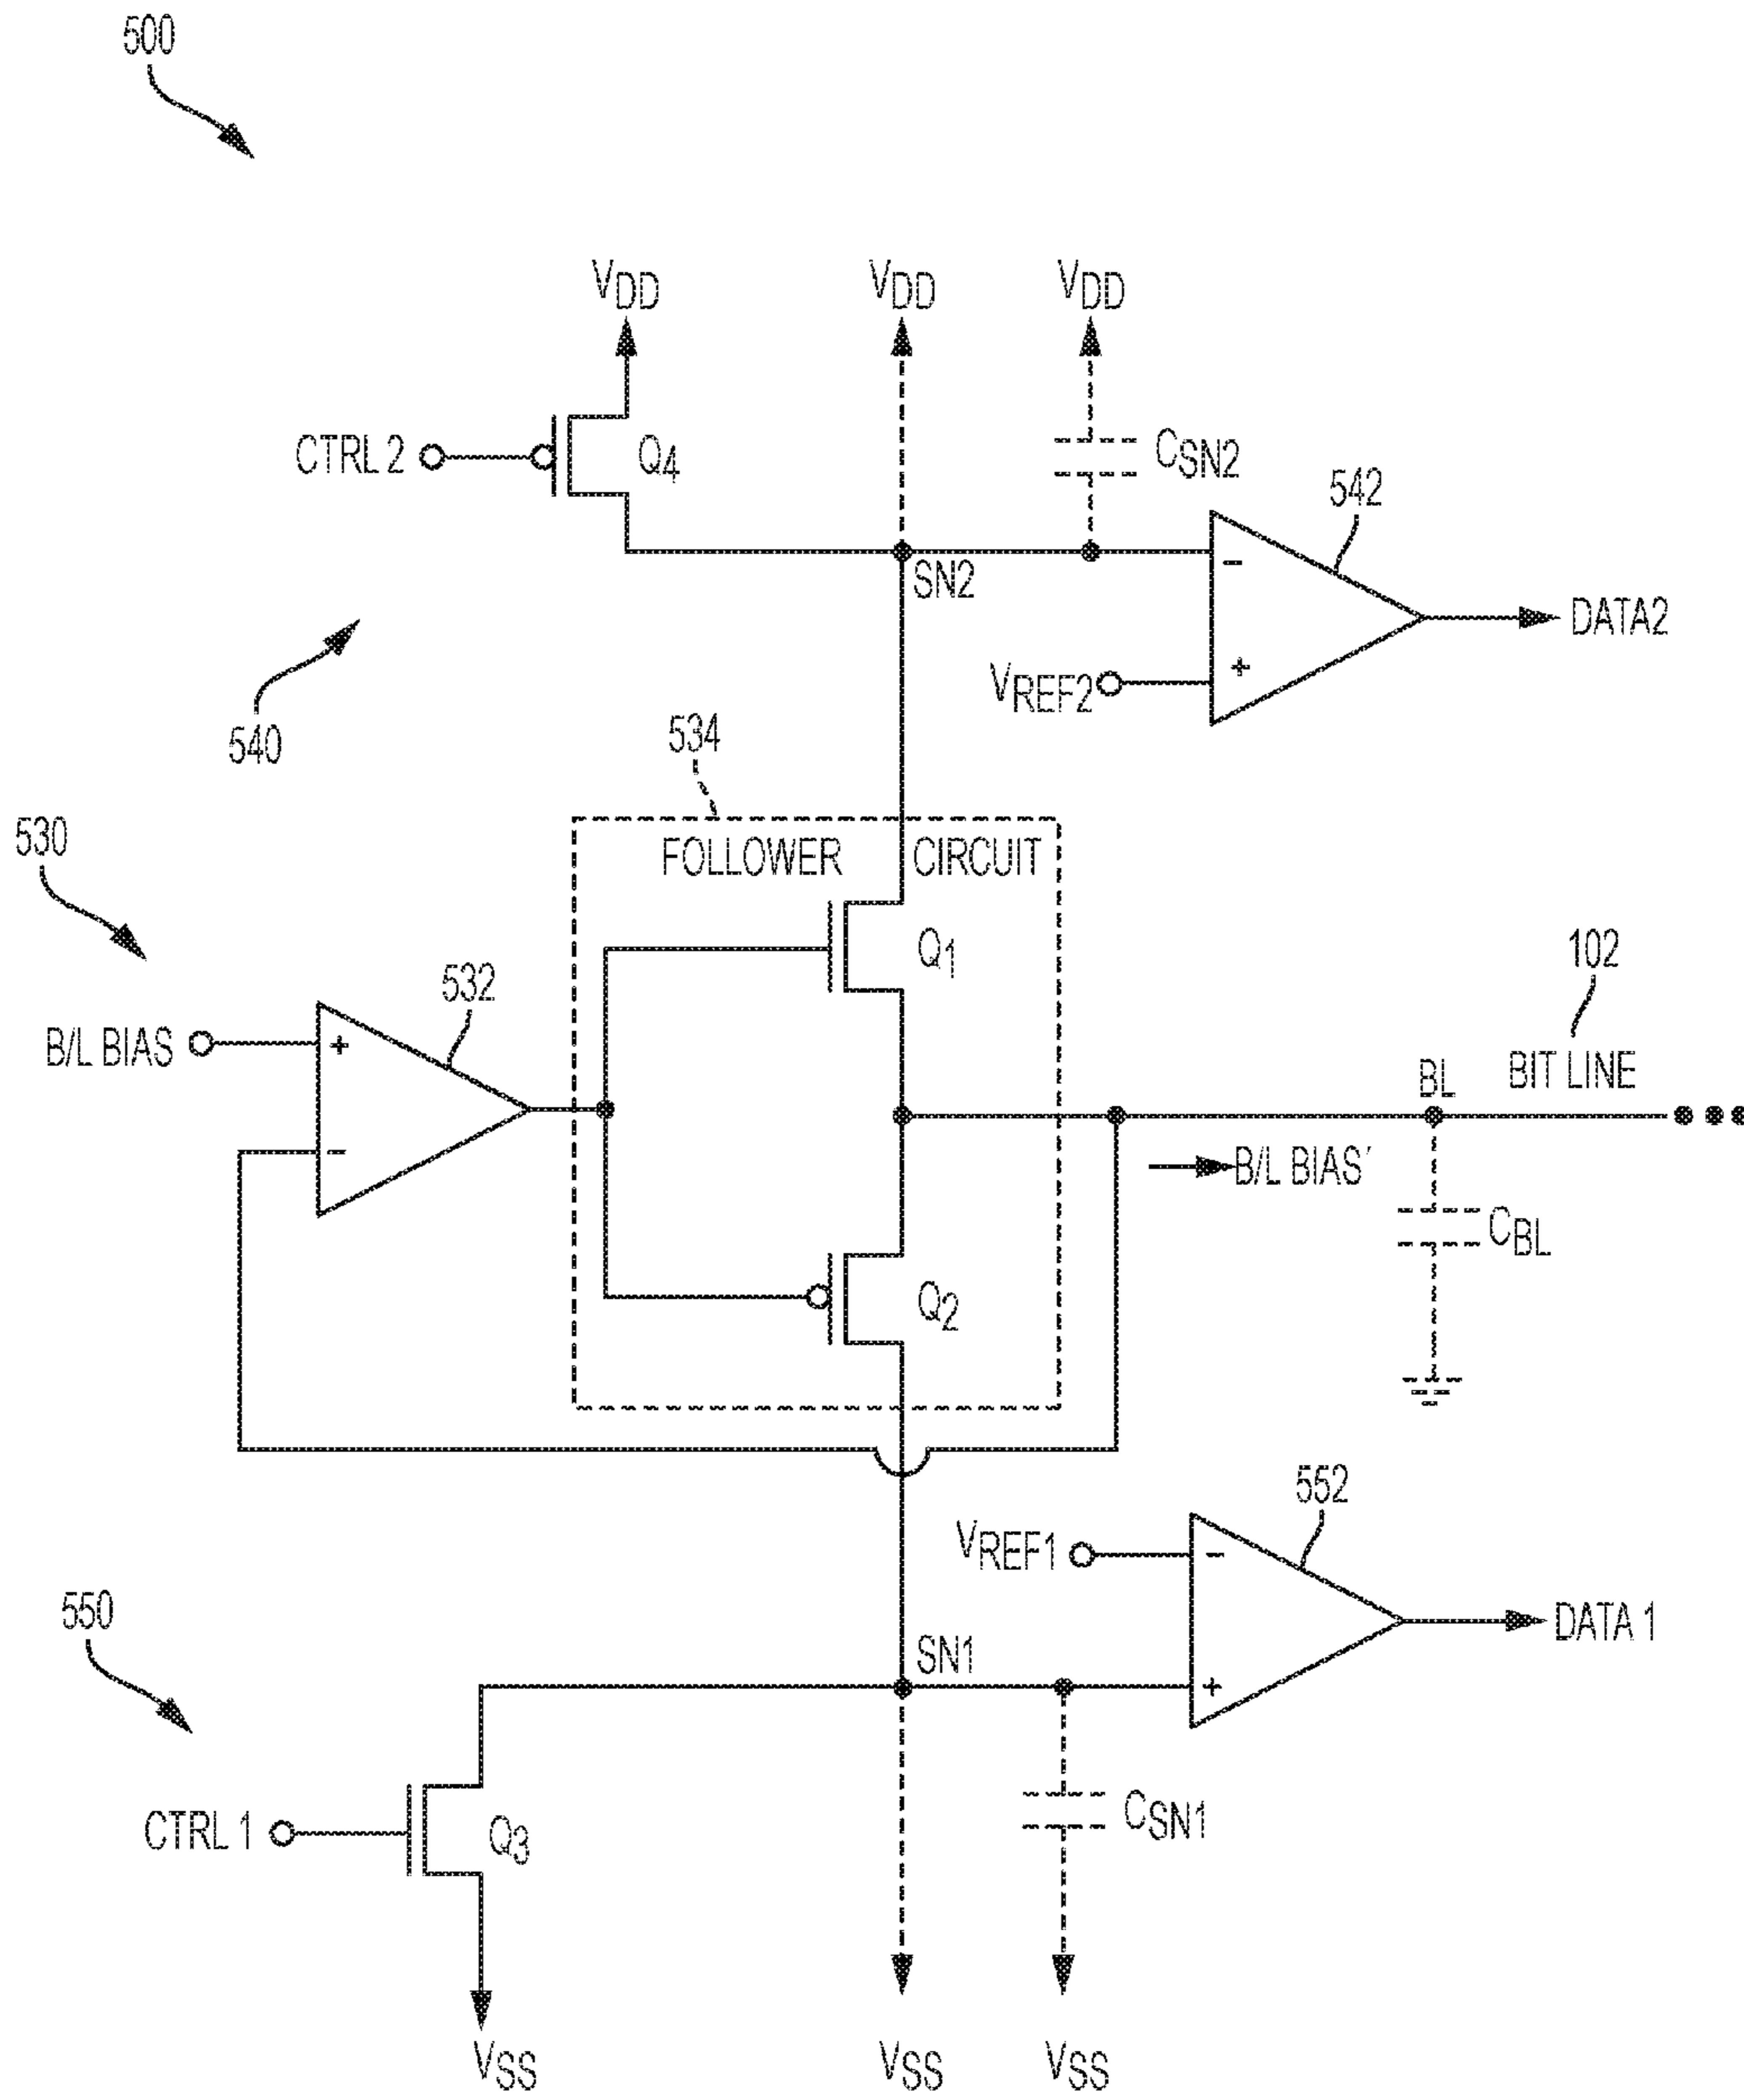 500
VDD VDD VDD
CTRL 2
Q4
CSN2
542
-
SN2
DATA2
VREF2
+
540
534
530
FOLLOWER CIRCUIT
Q1
102
532
B/L BIAS
+
BL
BIT LINE
-
B/L BIAS'
CBL
Q2
552
VREF1
-
550
DATA 1
SN1
+
CTRL 1
Q3
CSN1
VSS VSS VSS